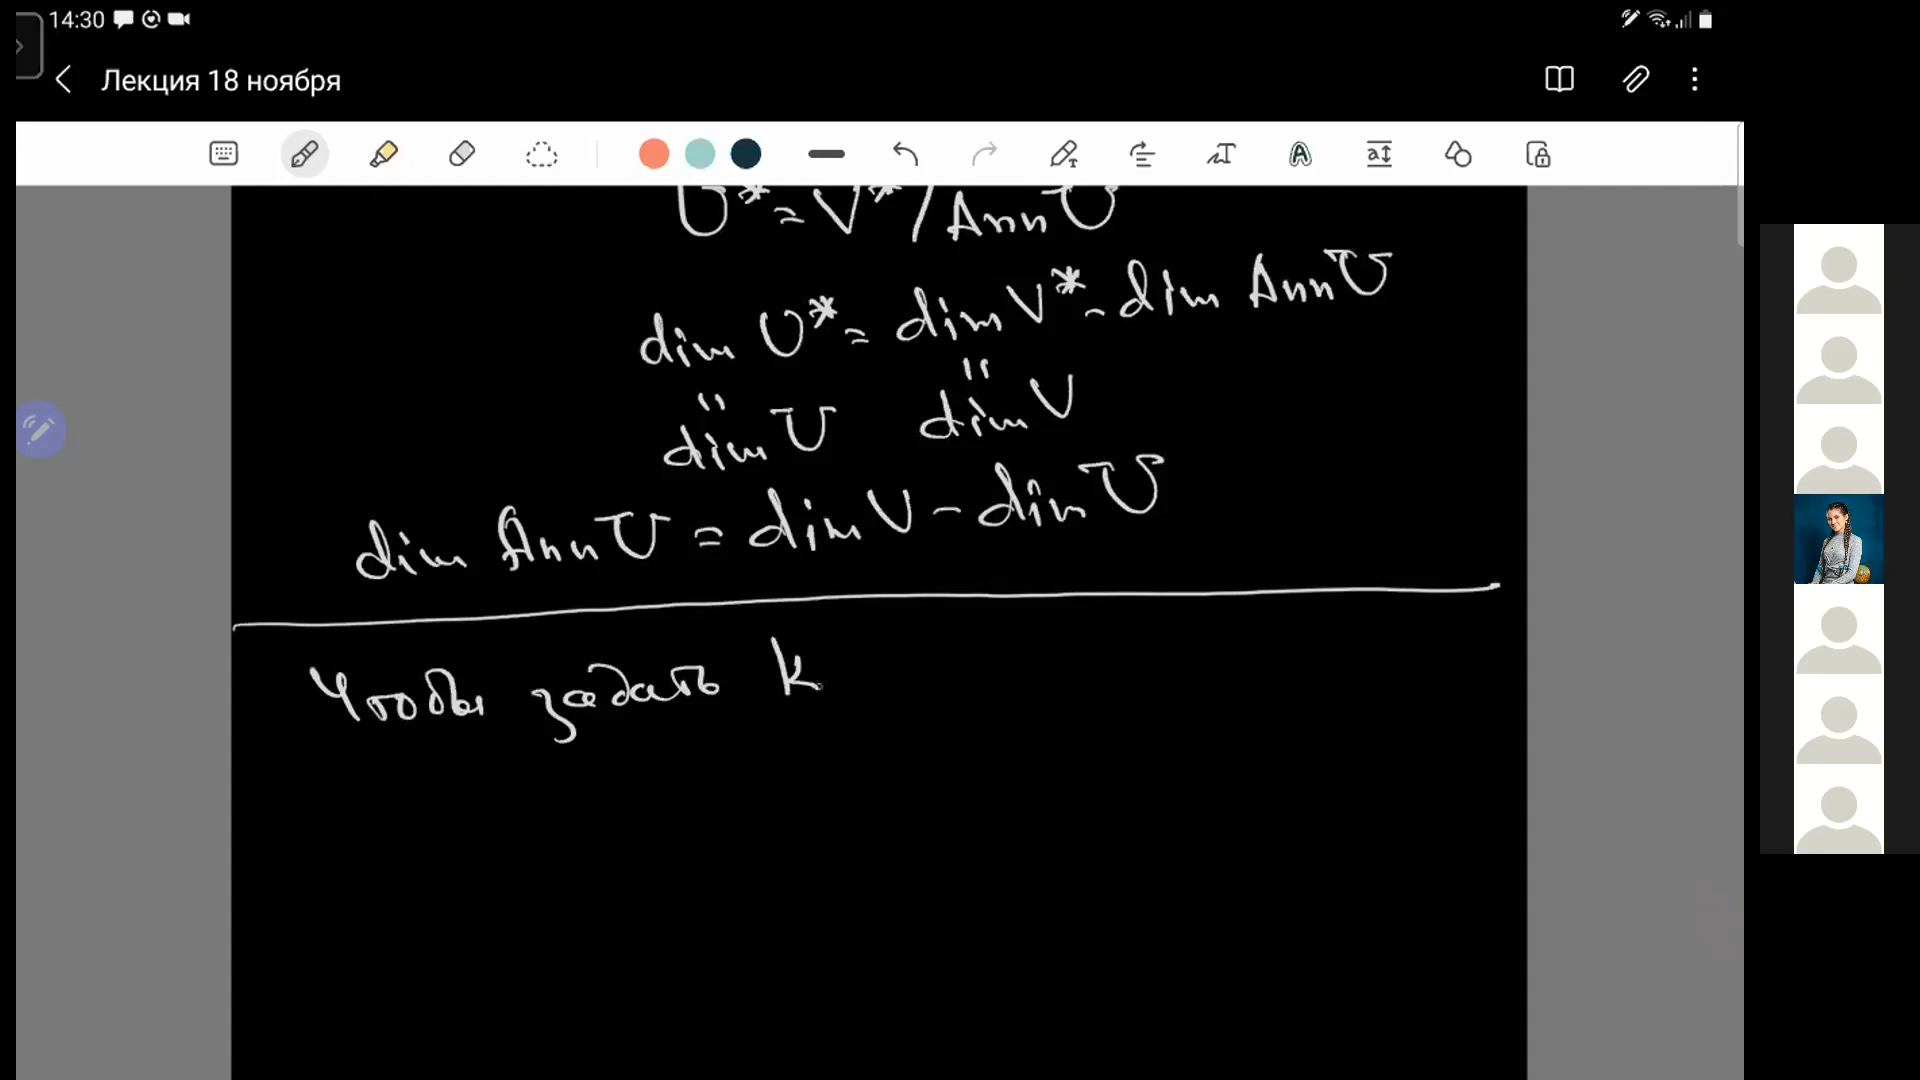 14:30
Лекция 18 ноября
U* = V* / Ann U
dim U* = dim V* - dim Ann U
" "
dim U dim V
dim Ann U = dim V - dim U
Чтобы задать k